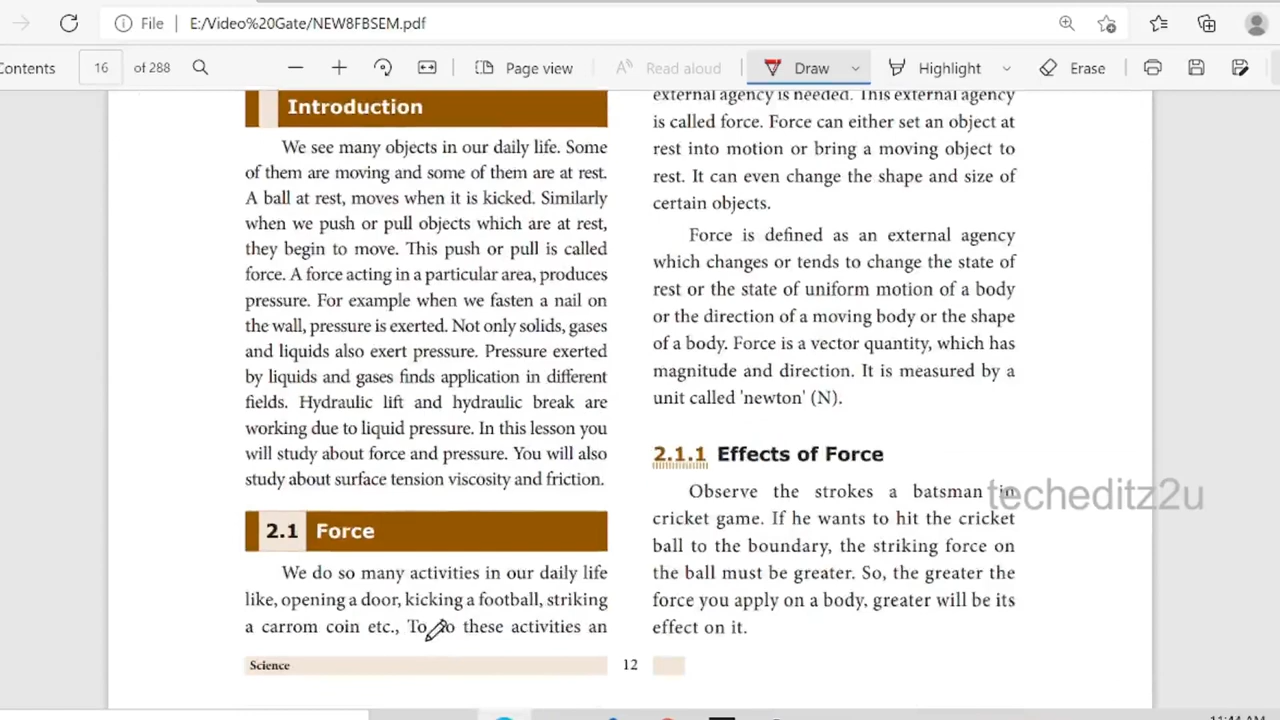 File
E:/Video%20Gate/NEW8FBSEM.pdf
ontents
16
of 288
Page view
Read aloud
Draw
Highlight
Erase
Introduction
We see many objects in our daily life. Some
of them are moving and some of them are at rest.
A ball at rest, moves when it is kicked. Similarly
when we push or pull objects which are at rest,
they begin to move. This push or pull is called
force. A force acting in a particular area, produces
pressure. For example when we fasten a nail on
the wall, pressure is exerted. Not only solids, gases
and liquids also exert pressure. Pressure exerted
by liquids and gases finds application in different
fields. Hydraulic lift and hydraulic break are
working due to liquid pressure. In this lesson you
will study about force and pressure. You will also
study about surface tension viscosity and friction.
2.1 Force
We do so many activities in our daily life
like, opening a door, kicking a football, striking
a carrom coin etc., To do these activities an
external agency is needed. This external agency
is called force. Force can either set an object at
rest into motion or bring a moving object to
rest. It can even change the shape and size of
certain objects.
Force is defined as an external agency
which changes or tends to change the state of
rest or the state of uniform motion of a body
or the direction of a moving body or the shape
of a body. Force is a vector quantity, which has
magnitude and direction. It is measured by a
unit called 'newton' (N).
2.1.1 Effects of Force
Observe the strokes a batsman in
cricket game. If he wants to hit the cricket
ball to the boundary, the striking force on
the ball must be greater. So, the greater the
force you apply on a body, greater will be its
effect on it.
techeditz2u
Science
12